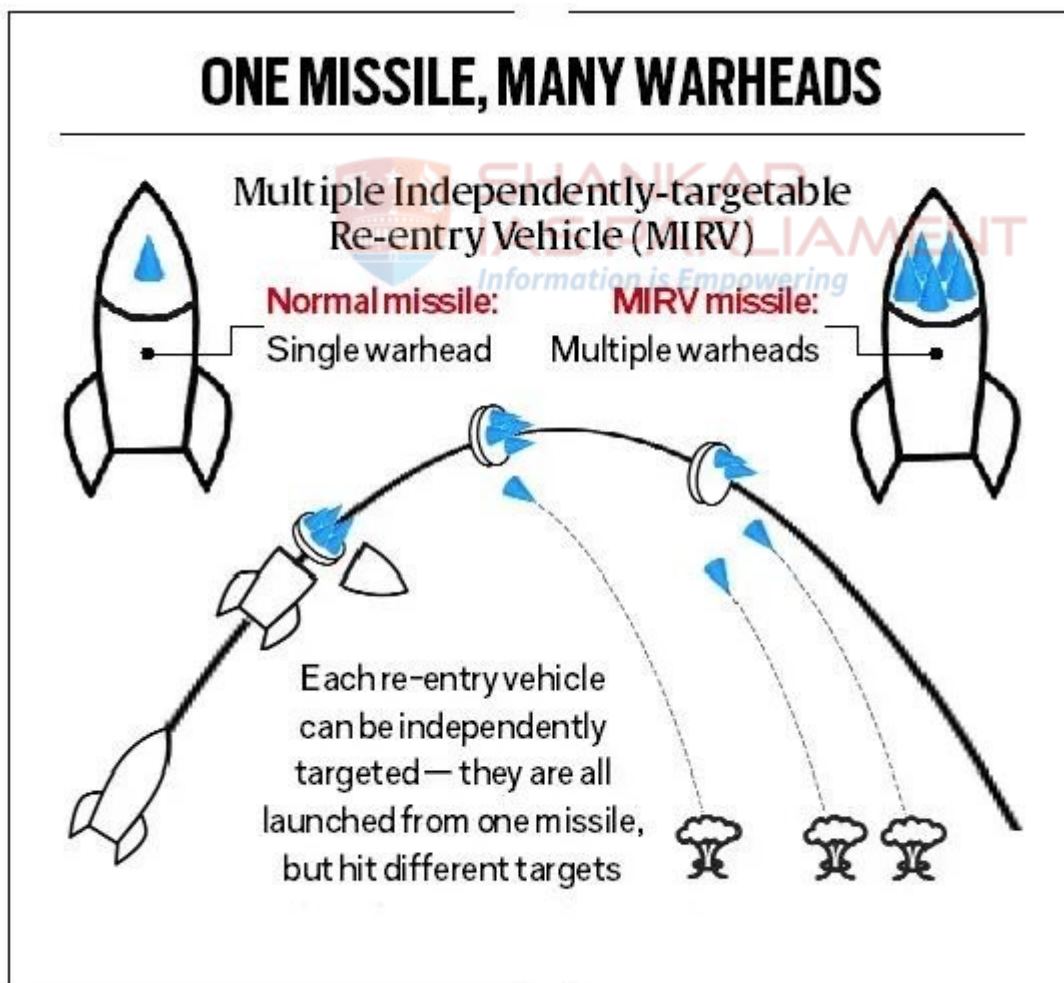 ONE MISSILE, MANY WARHEADS
SHANKAR
IAS PARLIAMENT
Information is Empowering
Multiple Independently-targetable
Re-entry Vehicle (MIRV)
Normal missile:
Single warhead
MIRV missile:
Multiple warheads
Each re-entry vehicle
can be independently
targeted — they are all
launched from one missile,
but hit different targets